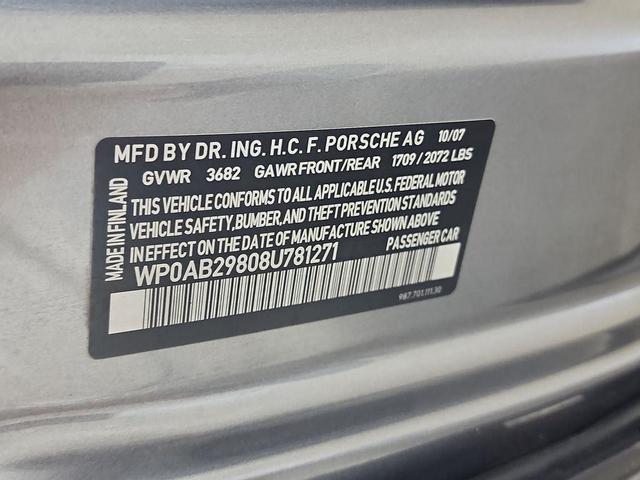 MFD BY DR. ING. H.C. F. PORSCHE AG 10/07
GVWR 3682 GAWR FRONT/REAR 1709 / 2072 LBS
MADE IN FINLAND
THIS VEHICLE CONFORMS TO ALL APPLICABLE U.S. FEDERAL MOTOR
VEHICLE SAFETY, BUMPER, AND THEFT PREVENTION STANDARDS
IN EFFECT ON THE DATE OF MANUFACTURE SHOWN ABOVE
WP0AB29808U781271 PASSENGER CAR
987.701.111.30